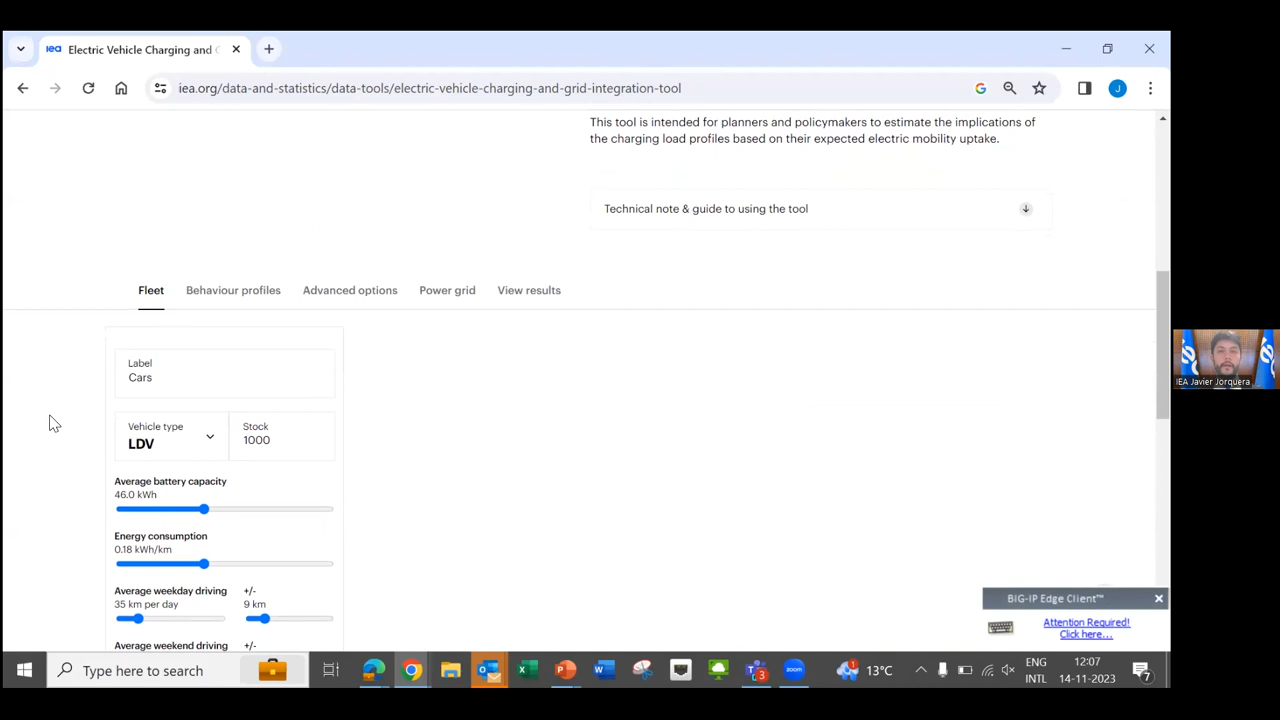 iea Electric Vehicle Charging and G
iea.org/data-and-statistics/data-tools/electric-vehicle-charging-and-grid-integration-tool
J
This tool is intended for planners and policymakers to estimate the implications of
the charging load profiles based on their expected electric mobility uptake.
Technical note & guide to using the tool
Fleet Behaviour profiles Advanced options Power grid View results
Label
Cars
Vehicle type Stock
LDV 1000
Average battery capacity
46.0 kWh
Energy consumption
0.18 kWh/km
Average weekday driving +/-
35 km per day 9 km
Average weekend driving +/-
IEA Javier Jorquera
BIG-IP Edge Client™
Attention Required!
Click here...
Type here to search
3
1
13°C
ENG
INTL
12:07
14-11-2023
7